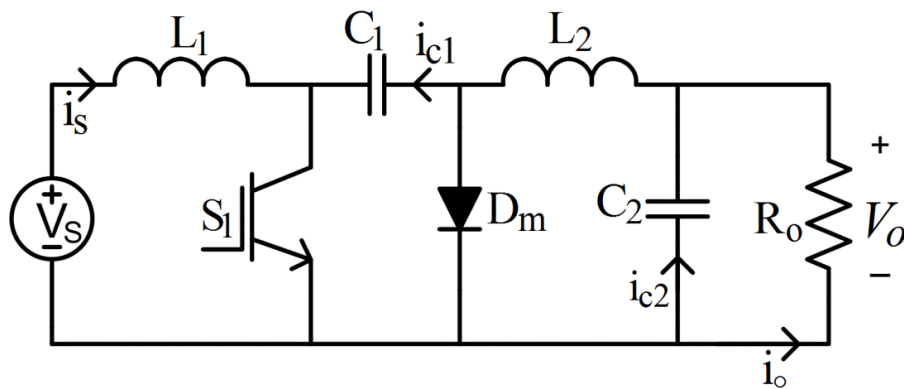 L1 C1 ic1 L2
is
+
VS
−
S1 Dm C2 Ro + Vo −
ic2
io